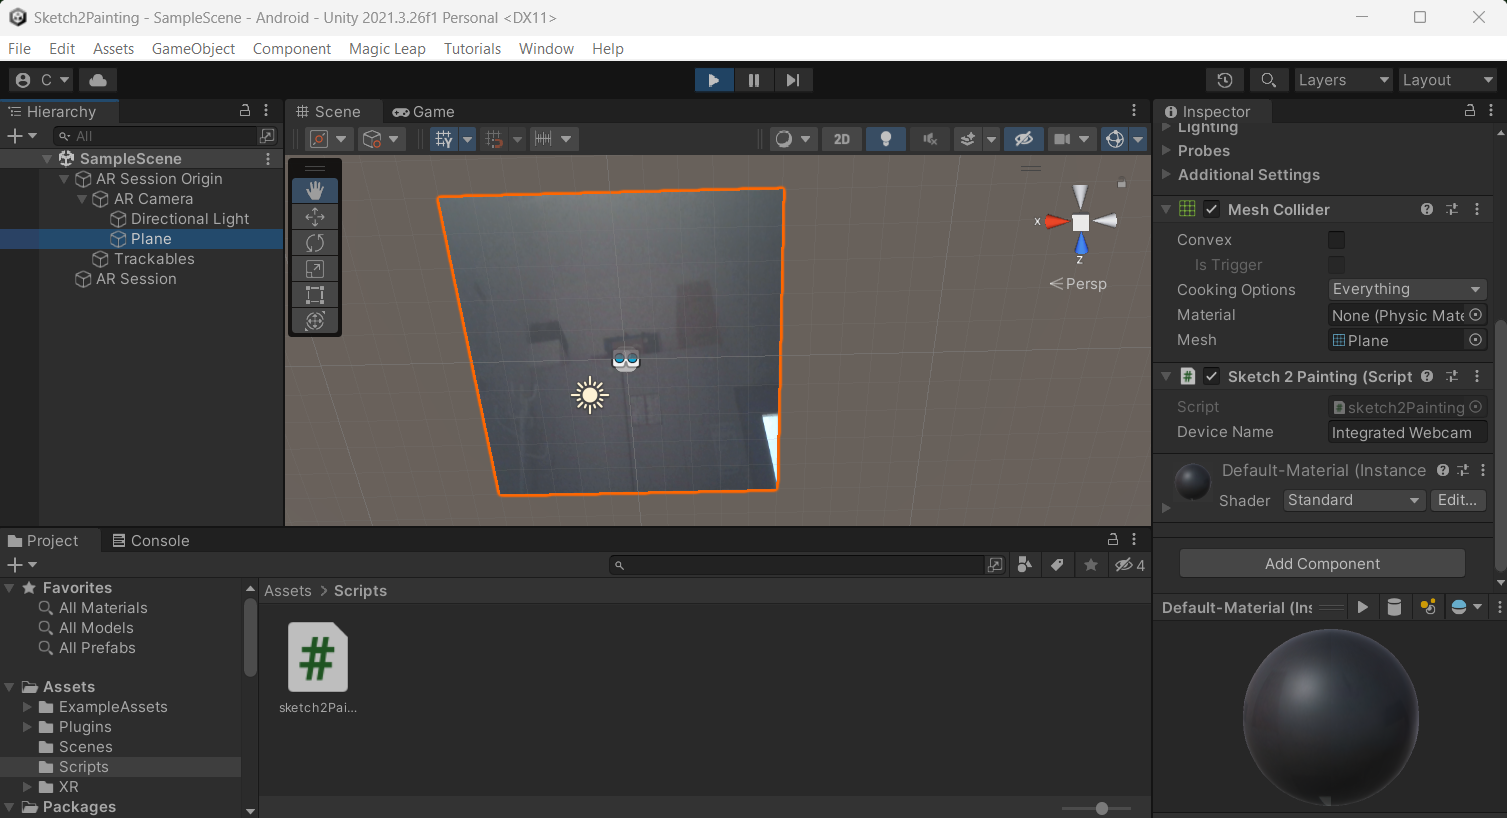 Sketch2Painting - SampleScene - Android - Unity 2021.3.26f1 Personal <DX11>
File Edit Assets GameObject Component Magic Leap Tutorials Window Help
C Layers Layout
Hierarchy
All
SampleScene
AR Session Origin
AR Camera
Directional Light
Plane
Trackables
AR Session
Scene Game
2D
x
z
Persp
Inspector
Lighting
Probes
Additional Settings
Mesh Collider
Convex
Is Trigger
Cooking Options Everything
Material None (Physic Mate
Mesh Plane
# Sketch 2 Painting (Script
Script sketch2Painting
Device Name Integrated Webcam
Default-Material (Instance
Shader Standard Edit...
Add Component
Default-Material (Ins
Project Console
4
Favorites
All Materials
All Models
All Prefabs
Assets
ExampleAssets
Plugins
Scenes
Scripts
XR
Packages
Assets > Scripts
#
sketch2Pai...